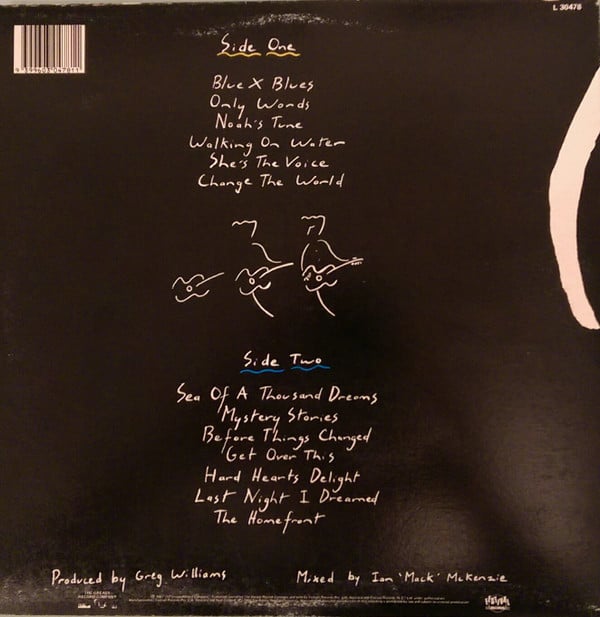 L 38478
Side One
Blue X Blues
Only Words
Noah's Tune
Walking On Water
She's The Voice
Change The World
Side Two
Sea Of A Thousand Dreams
Mystery Stories
Before Things Changed
Get Over This
Hard Hearts Delight
Last Night I Dreamed
The Homefront
Produced by Greg Williams
Mixed by Ian 'Mack' McKenzie